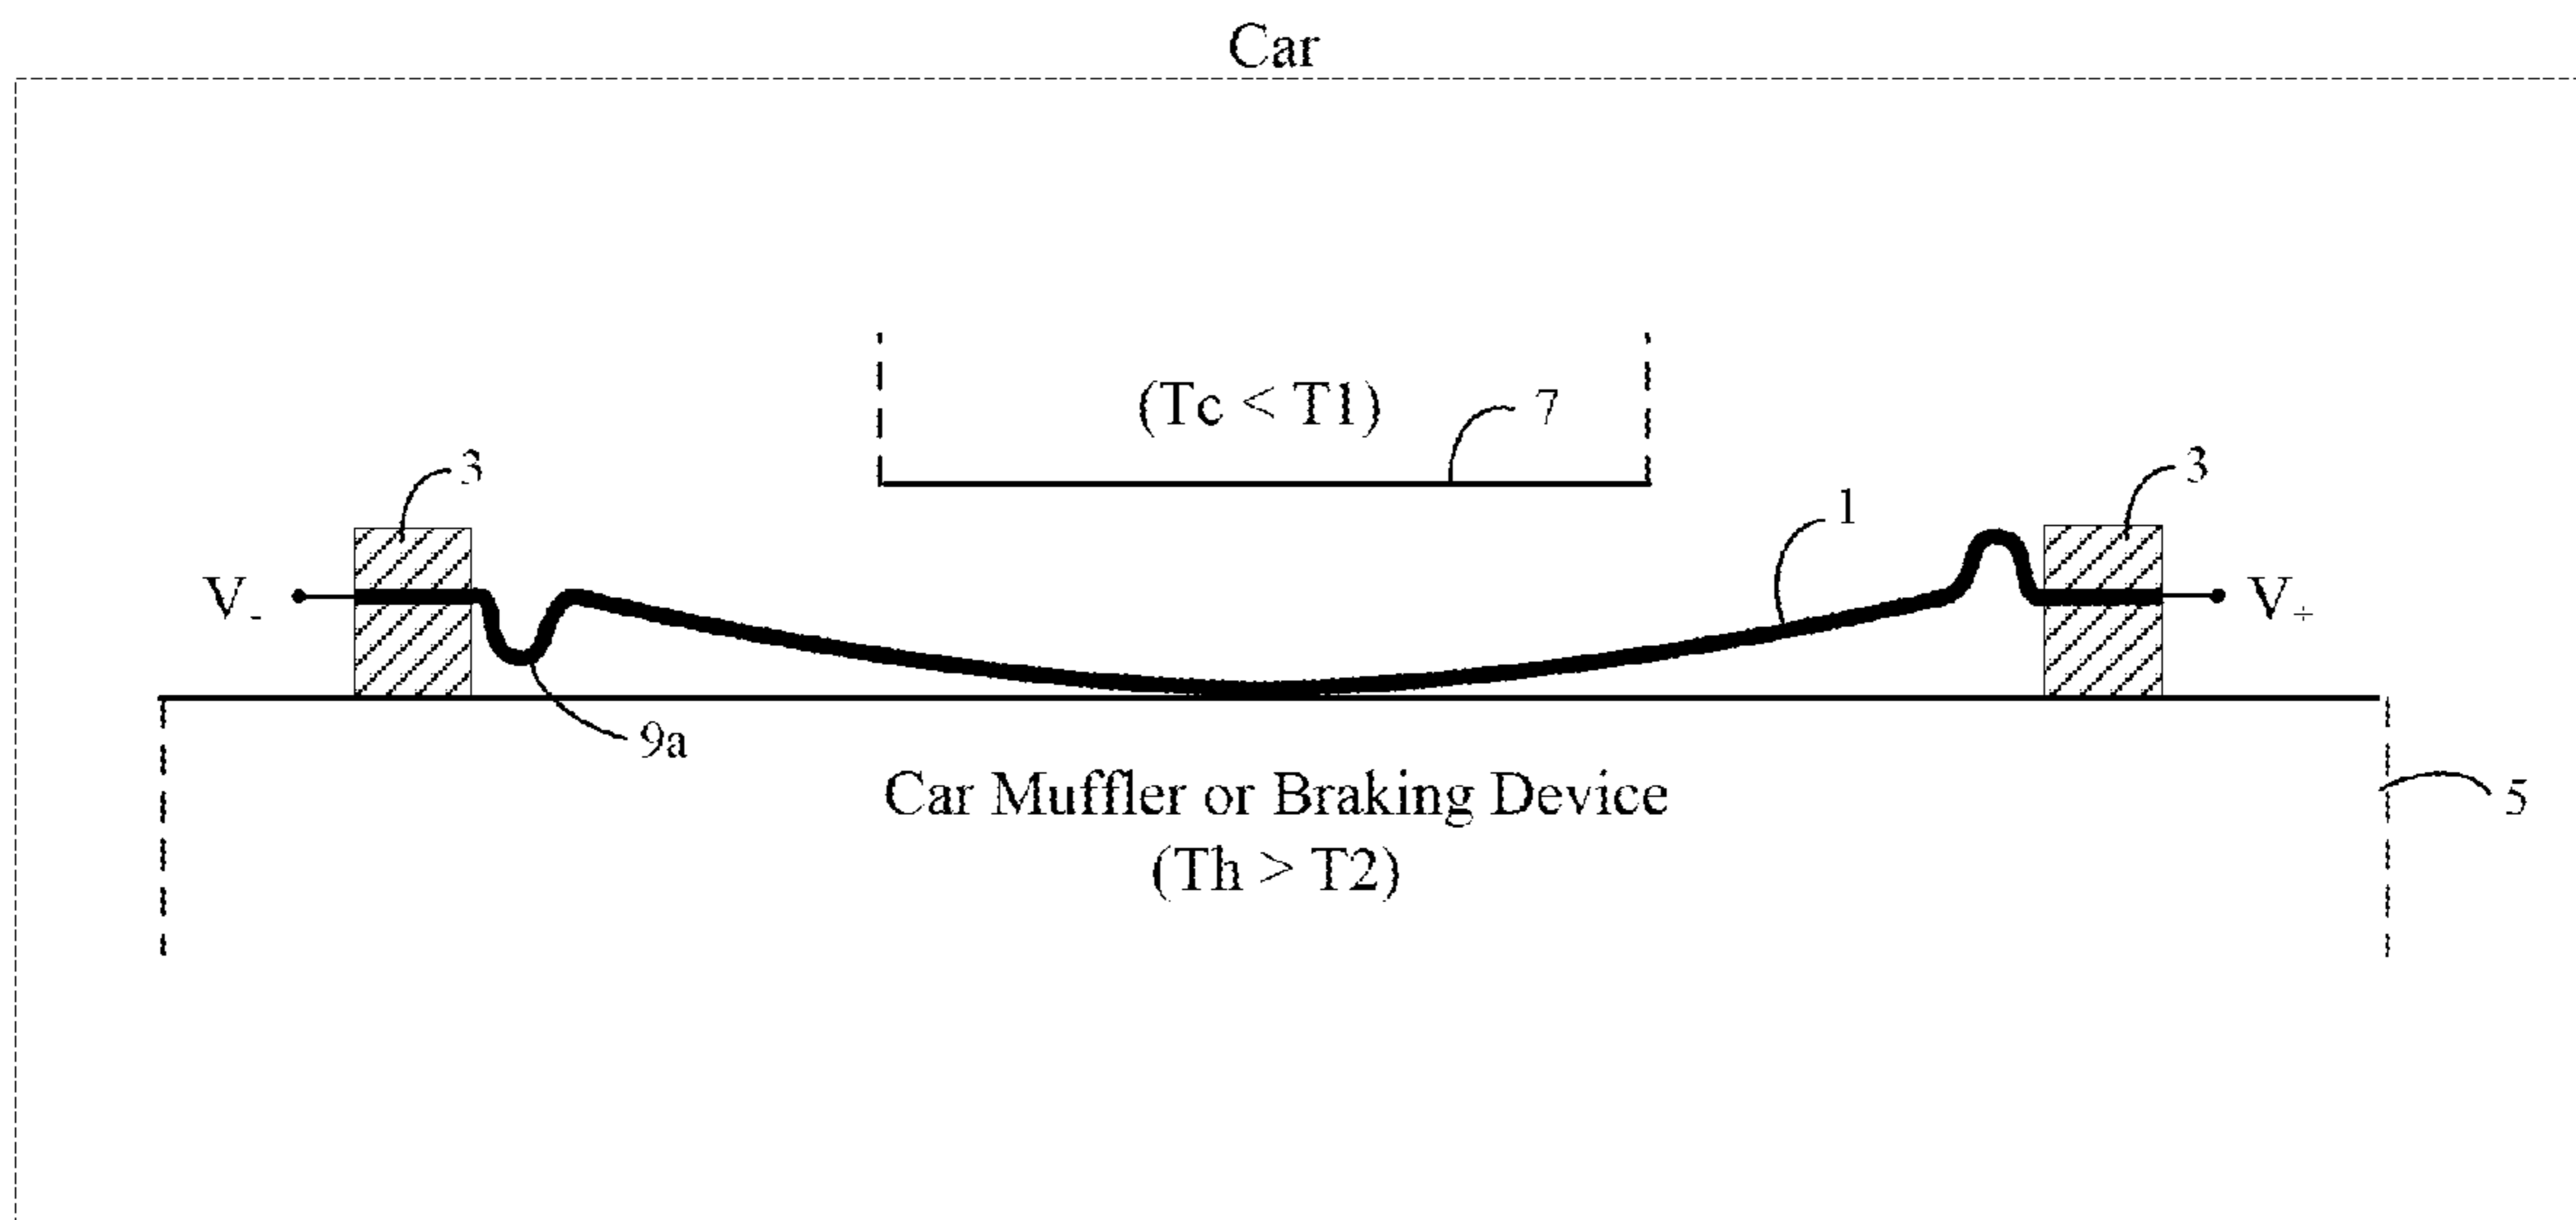 Car
(Tc < T1)
7
3
3
1
V-
V+
9a
Car Muffler or Braking Device
5
(Th > T2)